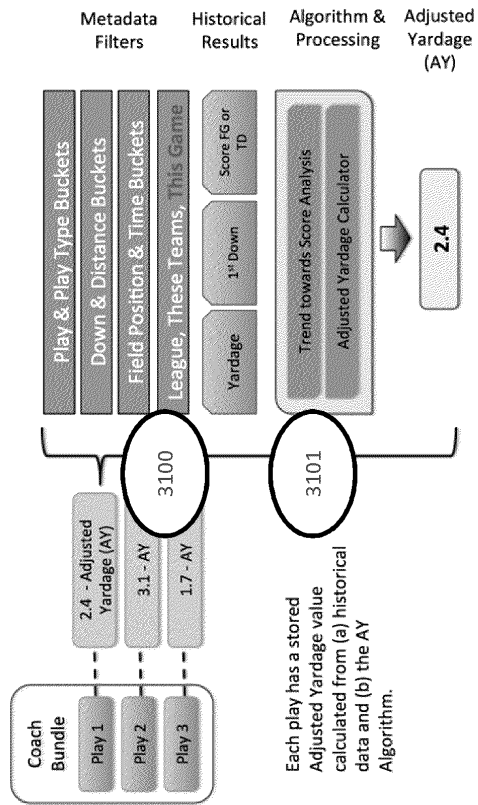 Coach
Bundle
Play 1
Play 2
Play 3
2.4 - Adjusted
Yardage (AY)
3.1 - AY
1.7 - AY
Each play has a stored
Adjusted Yardage value
calculated from (a) historical
data and (b) the AY
Algorithm.
3100
3101
Play & Play Type Buckets
Down & Distance Buckets
Field Position & Time Buckets
League, These Teams, This Game
Metadata
Filters
Yardage
1st Down
Score FG or
TD
Historical
Results
Trend towards Score Analysis
Adjusted Yardage Calculator
Algorithm &
Processing
2.4
Adjusted
Yardage
(AY)